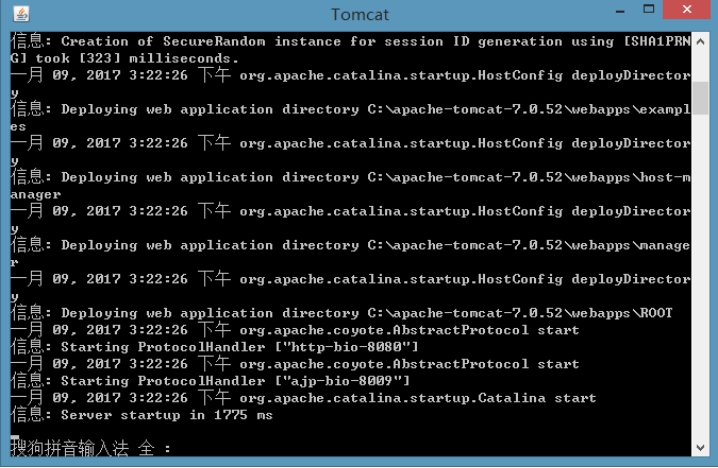 Tomcat
信息: Creation of SecureRandom instance for session ID generation using [SHA1PRN
G] took [323] milliseconds.
一月 09, 2017 3:22:26 下午 org.apache.catalina.startup.HostConfig deployDirector
y
信息: Deploying web application directory C:\apache-tomcat-7.0.52\webapps\exampl
es
一月 09, 2017 3:22:26 下午 org.apache.catalina.startup.HostConfig deployDirector
y
信息: Deploying web application directory C:\apache-tomcat-7.0.52\webapps\host-m
anager
一月 09, 2017 3:22:26 下午 org.apache.catalina.startup.HostConfig deployDirector
y
信息: Deploying web application directory C:\apache-tomcat-7.0.52\webapps\manage
r
一月 09, 2017 3:22:26 下午 org.apache.catalina.startup.HostConfig deployDirector
y
信息: Deploying web application directory C:\apache-tomcat-7.0.52\webapps\ROOT
一月 09, 2017 3:22:26 下午 org.apache.coyote.AbstractProtocol start
信息: Starting ProtocolHandler ["http-bio-8080"]
一月 09, 2017 3:22:26 下午 org.apache.coyote.AbstractProtocol start
信息: Starting ProtocolHandler ["ajp-bio-8009"]
一月 09, 2017 3:22:26 下午 org.apache.catalina.startup.Catalina start
信息: Server startup in 1775 ms
搜狗拼音输入法 全 :